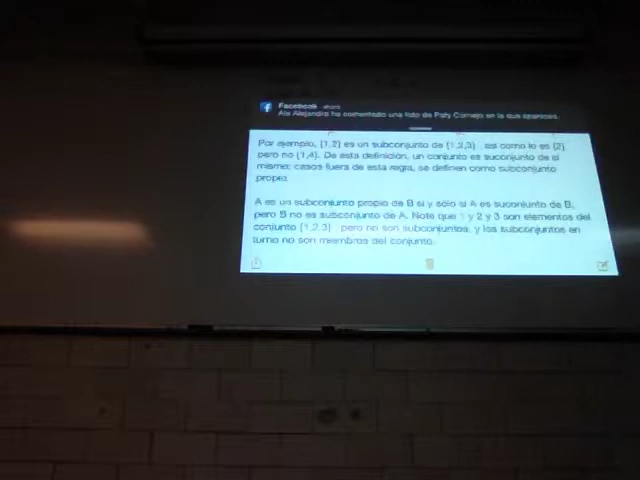 Facebook ahora
Ale Alejandra ha comentado una foto de Paty Cornejo en la que apareces.
Por ejemplo, {1,2} es un subconjunto de {1,2,3} , así como lo es {2}
pero no {1,4}. De esta definición, un conjunto es suconjunto de sí
mismo; casos fuera de esta regla, se definen como subconjunto
propio:
A es un subconjunto propio de B si y sólo si A es suconjunto de B,
pero B no es subconjunto de A. Note que 1 y 2 y 3 son elementos del
conjunto {1,2,3} , pero no son subconjuntos, y los subconjuntos en
turno no son miembros del conjunto.